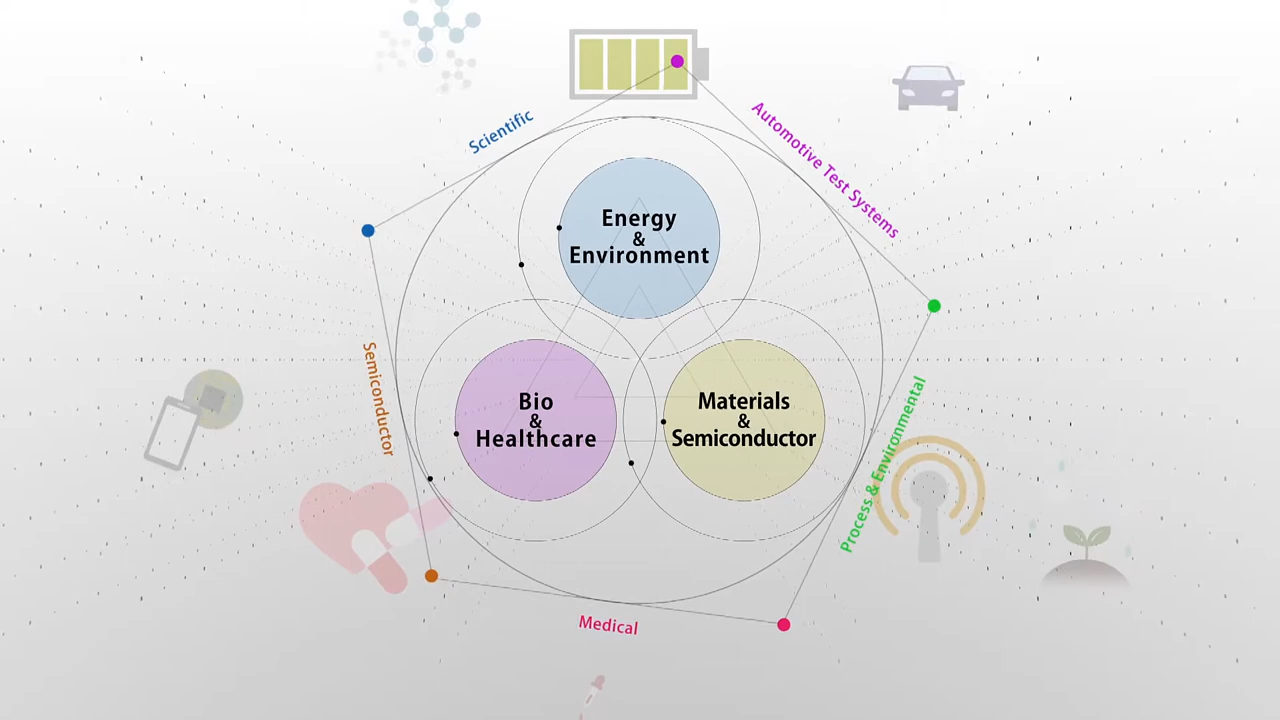 Scientific
Automotive Test Systems
Energy
&
Environment
Semiconductor
Bio
&
Healthcare
Materials
&
Semiconductor
Process & Environmental
Medical